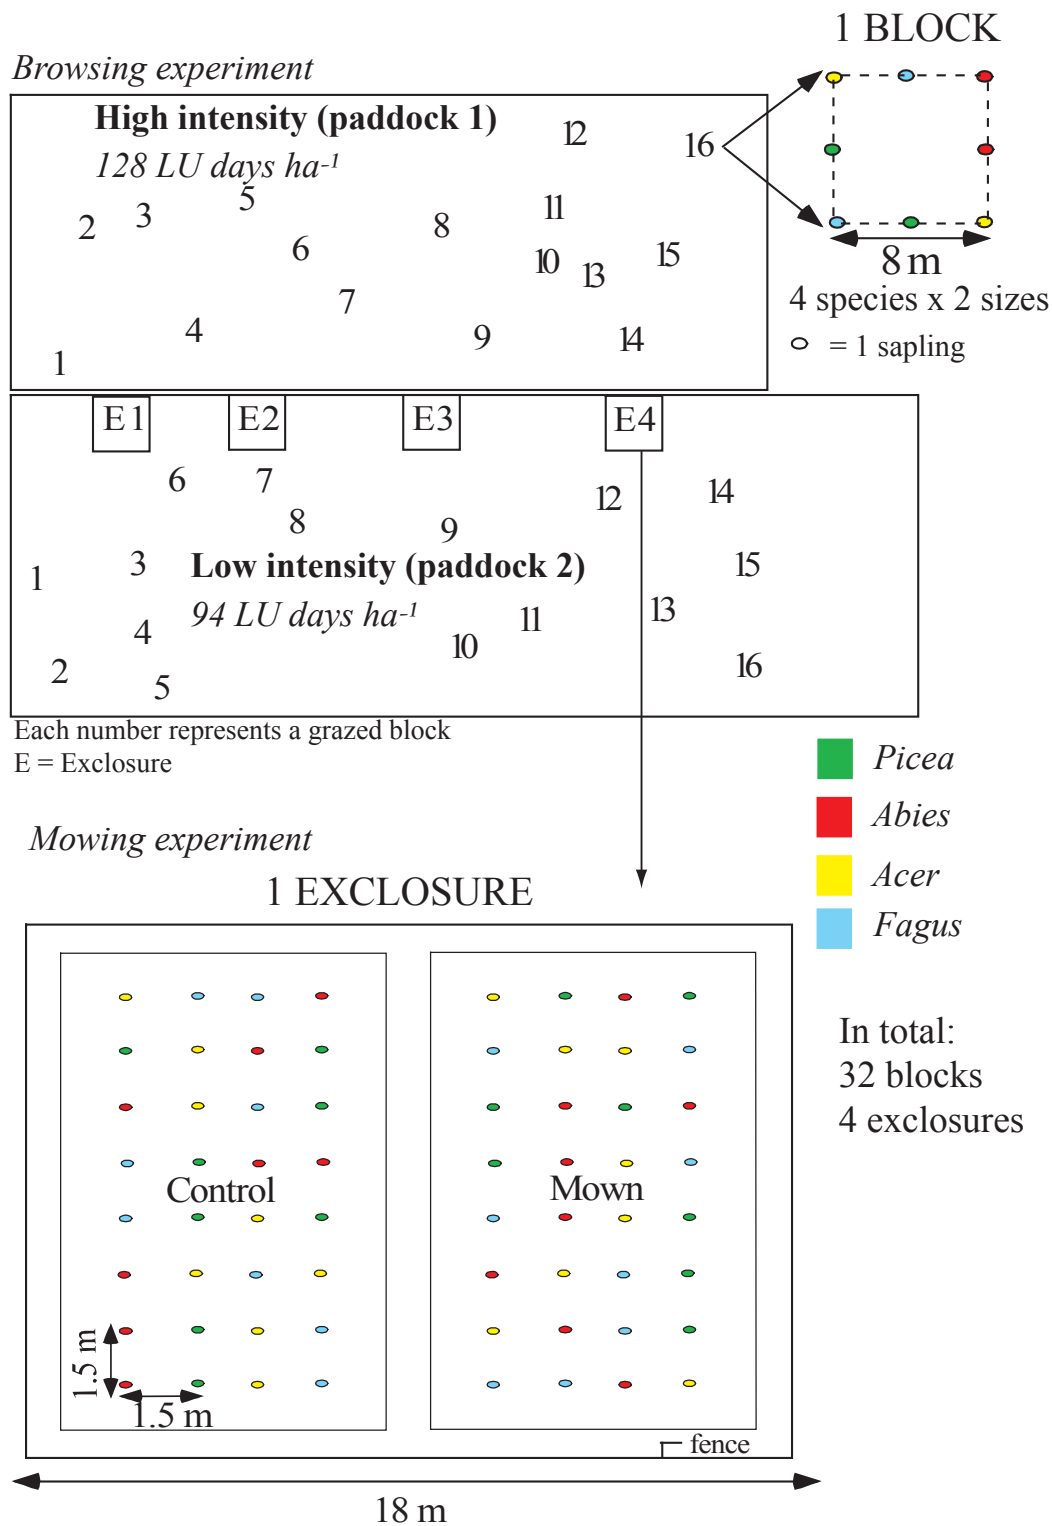 1 BLOCK
Browsing experiment
High intensity (paddock 1)
128 LU days ha-1
12
16
5
2
3
11
8
6
10
15
13
7
4
9
14
1
8 m
4 species x 2 sizes
= 1 sapling
E1
E2
E3
E4
6
7
12
14
8
9
3
1
Low intensity (paddock 2)
15
94 LU days ha-1
13
11
4
10
2
16
5
Each number represents a grazed block
E = Exclosure
Picea
Abies
Acer
Fagus
Mowing experiment
1 EXCLOSURE
In total:
32 blocks
4 exclosures
Control
Mown
1.5 m
1.5 m
fence
18 m